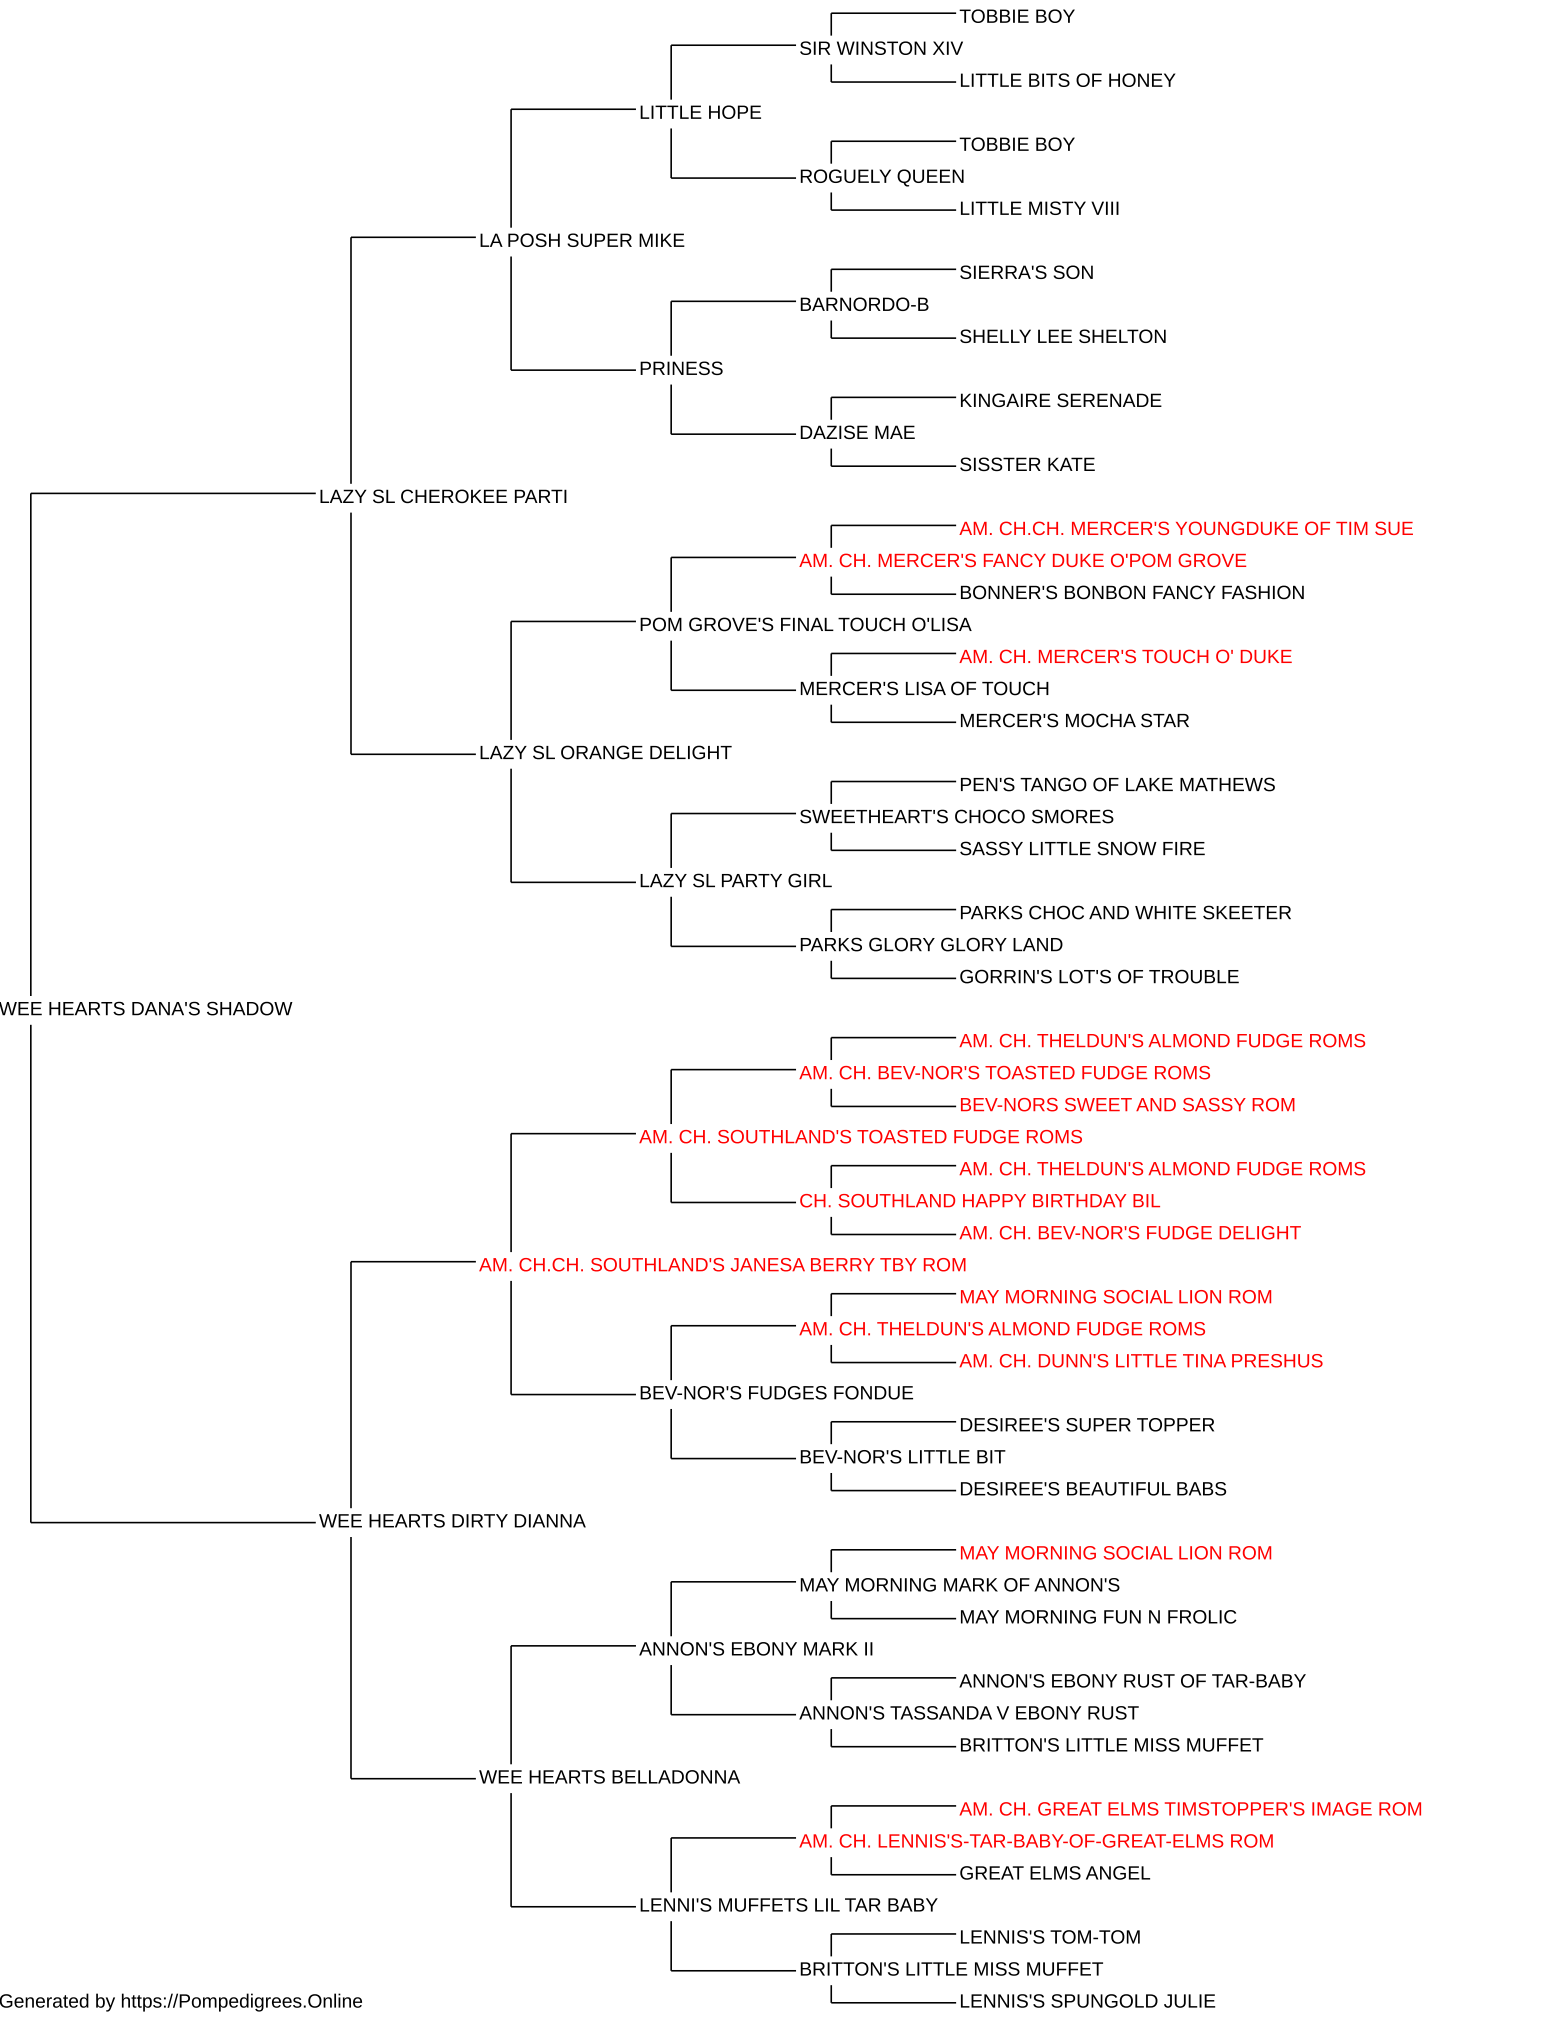 TOBBIE BOY
SIR WINSTON XIV
LITTLE BITS OF HONEY
LITTLE HOPE
TOBBIE BOY
ROGUELY QUEEN
LITTLE MISTY VIII
LA POSH SUPER MIKE
SIERRA'S SON
BARNORDO-B
SHELLY LEE SHELTON
PRINESS
KINGAIRE SERENADE
DAZISE MAE
SISSTER KATE
LAZY SL CHEROKEE PARTI
AM. CH.CH. MERCER'S YOUNGDUKE OF TIM SUE
AM. CH. MERCER'S FANCY DUKE O'POM GROVE
BONNER'S BONBON FANCY FASHION
POM GROVE'S FINAL TOUCH O'LISA
AM. CH. MERCER'S TOUCH O' DUKE
MERCER'S LISA OF TOUCH
MERCER'S MOCHA STAR
LAZY SL ORANGE DELIGHT
PEN'S TANGO OF LAKE MATHEWS
SWEETHEART'S CHOCO SMORES
SASSY LITTLE SNOW FIRE
LAZY SL PARTY GIRL
PARKS CHOC AND WHITE SKEETER
PARKS GLORY GLORY LAND
GORRIN'S LOT'S OF TROUBLE
WEE HEARTS DANA'S SHADOW
AM. CH. THELDUN'S ALMOND FUDGE ROMS
AM. CH. BEV-NOR'S TOASTED FUDGE ROMS
BEV-NORS SWEET AND SASSY ROM
AM. CH. SOUTHLAND'S TOASTED FUDGE ROMS
AM. CH. THELDUN'S ALMOND FUDGE ROMS
CH. SOUTHLAND HAPPY BIRTHDAY BIL
AM. CH. BEV-NOR'S FUDGE DELIGHT
AM. CH.CH. SOUTHLAND'S JANESA BERRY TBY ROM
MAY MORNING SOCIAL LION ROM
AM. CH. THELDUN'S ALMOND FUDGE ROMS
AM. CH. DUNN'S LITTLE TINA PRESHUS
BEV-NOR'S FUDGES FONDUE
DESIREE'S SUPER TOPPER
BEV-NOR'S LITTLE BIT
DESIREE'S BEAUTIFUL BABS
WEE HEARTS DIRTY DIANNA
MAY MORNING SOCIAL LION ROM
MAY MORNING MARK OF ANNON'S
MAY MORNING FUN N FROLIC
ANNON'S EBONY MARK II
ANNON'S EBONY RUST OF TAR-BABY
ANNON'S TASSANDA V EBONY RUST
BRITTON'S LITTLE MISS MUFFET
WEE HEARTS BELLADONNA
AM. CH. GREAT ELMS TIMSTOPPER'S IMAGE ROM
AM. CH. LENNIS'S-TAR-BABY-OF-GREAT-ELMS ROM
GREAT ELMS ANGEL
LENNI'S MUFFETS LIL TAR BABY
LENNIS'S TOM-TOM
BRITTON'S LITTLE MISS MUFFET
LENNIS'S SPUNGOLD JULIE
Generated by https://Pompedigrees.Online